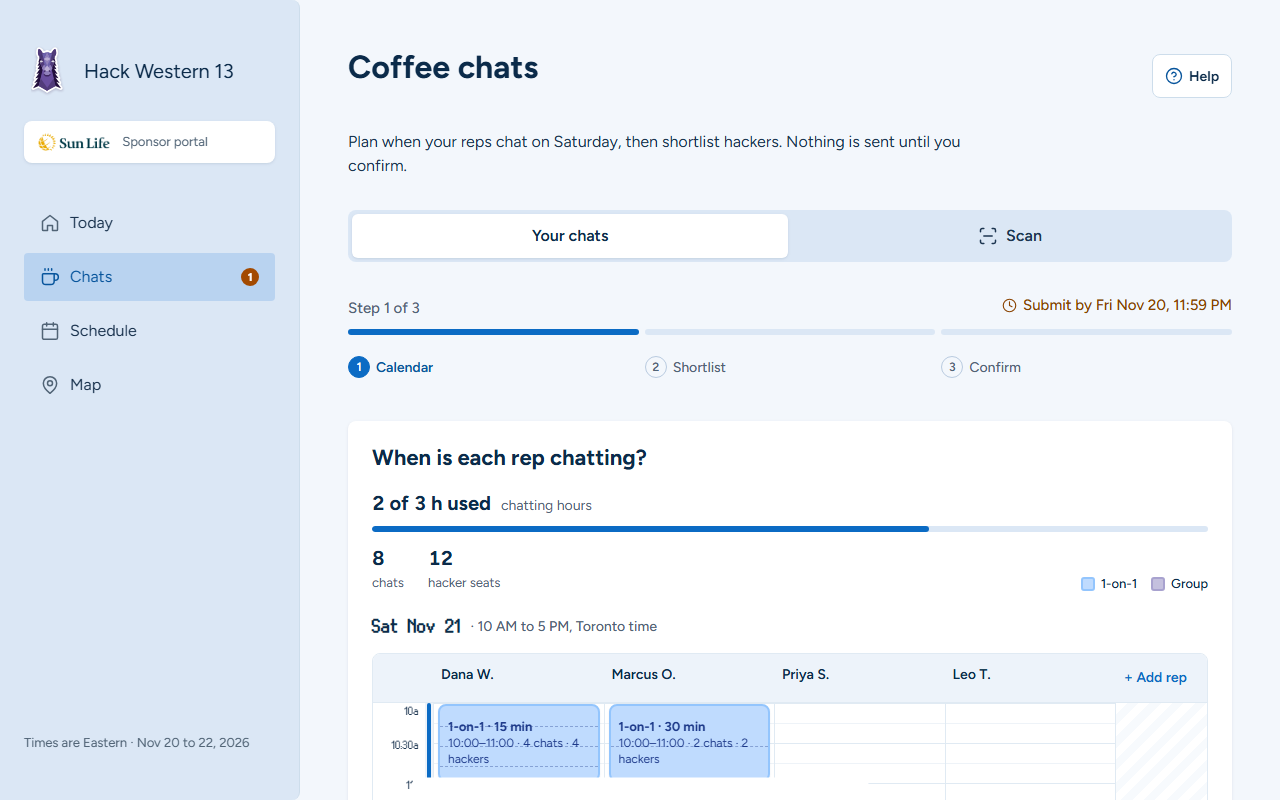 Hack Western 13
Sun Life Sponsor portal
Today
Chats 1
Schedule
Map
Times are Eastern · Nov 20 to 22, 2026
Coffee chats
Help
Plan when your reps chat on Saturday, then shortlist hackers. Nothing is sent until you
confirm.
Your chats
Scan
Step 1 of 3
Submit by Fri Nov 20, 11:59 PM
1 Calendar
2 Shortlist
3 Confirm
When is each rep chatting?
2 of 3 h used chatting hours
8 chats
12 hacker seats
1-on-1
Group
Sat Nov 21 · 10 AM to 5 PM, Toronto time
Dana W.
Marcus O.
Priya S.
Leo T.
+ Add rep
10a
10:30a
1-on-1 · 15 min
10:00–11:00 · 4 chats · 4
hackers
1-on-1 · 30 min
10:00–11:00 · 2 chats · 2
hackers